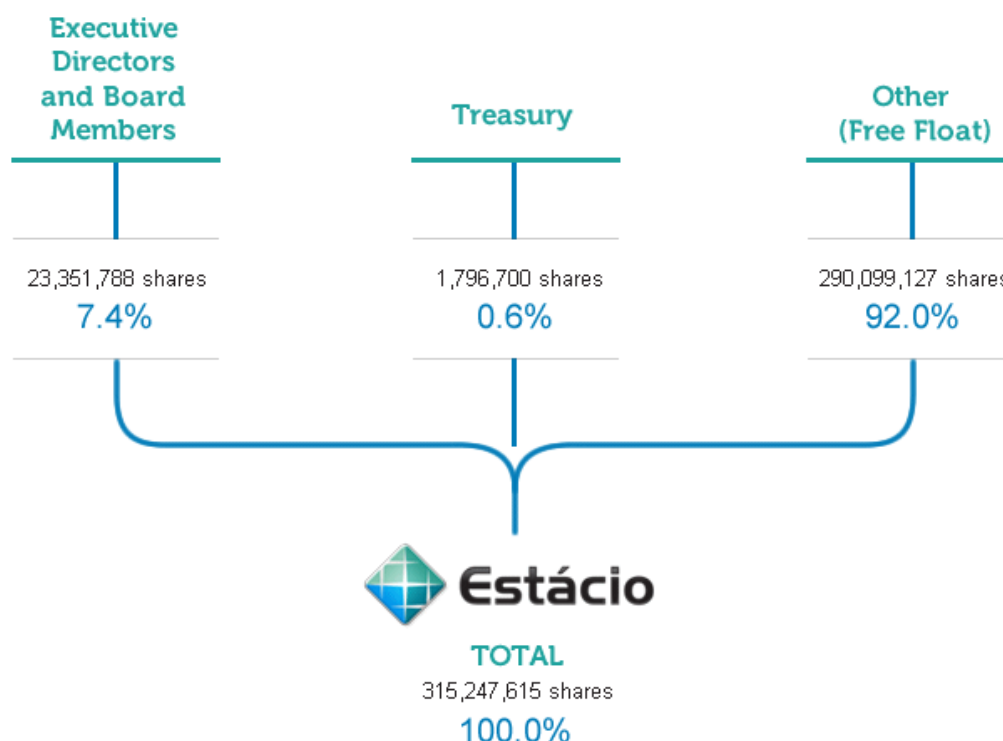 Executive
Directors
and Board
Members
Treasury
Other
(Free Float)
23,351,788 shares
7.4%
1,796,700 shares
0.6%
290,099,127 shares
92.0%
Estácio
TOTAL
315,247,615 shares
100.0%